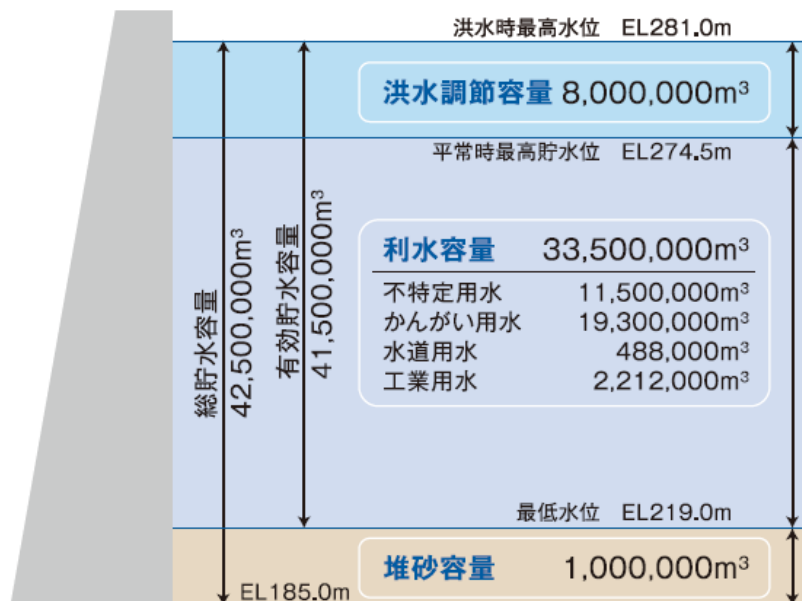 洪水時最高水位 EL281.0m
洪水調節容量 8,000,000m³
平常時最高貯水位 EL274.5m
総貯水容量
42,500,000m³
有効貯水容量
41,500,000m³
利水容量 33,500,000m³
不特定用水 11,500,000m³
かんがい用水 19,300,000m³
水道用水 488,000m³
工業用水 2,212,000m³
最低水位 EL219.0m
堆砂容量 1,000,000m³
EL185.0m